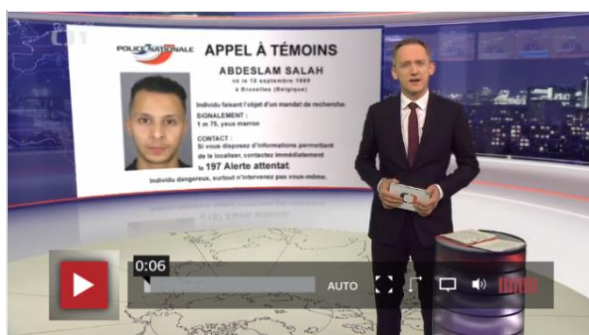 ČT1
POLICE NATIONALE
APPEL À TÉMOINS
ABDESLAM SALAH
né le 15 septembre 1989
à Bruxelles (Belgique)
Individu faisant l'objet d'un mandat de recherche.
SIGNALEMENT :
1 m 75, yeux marron
CONTACT :
Si vous disposez d'informations permettant
de le localiser, contactez immédiatement
le 197 Alerte attentat.
Individu dangereux, surtout n'intervenez pas vous-même.
0:06
AUTO